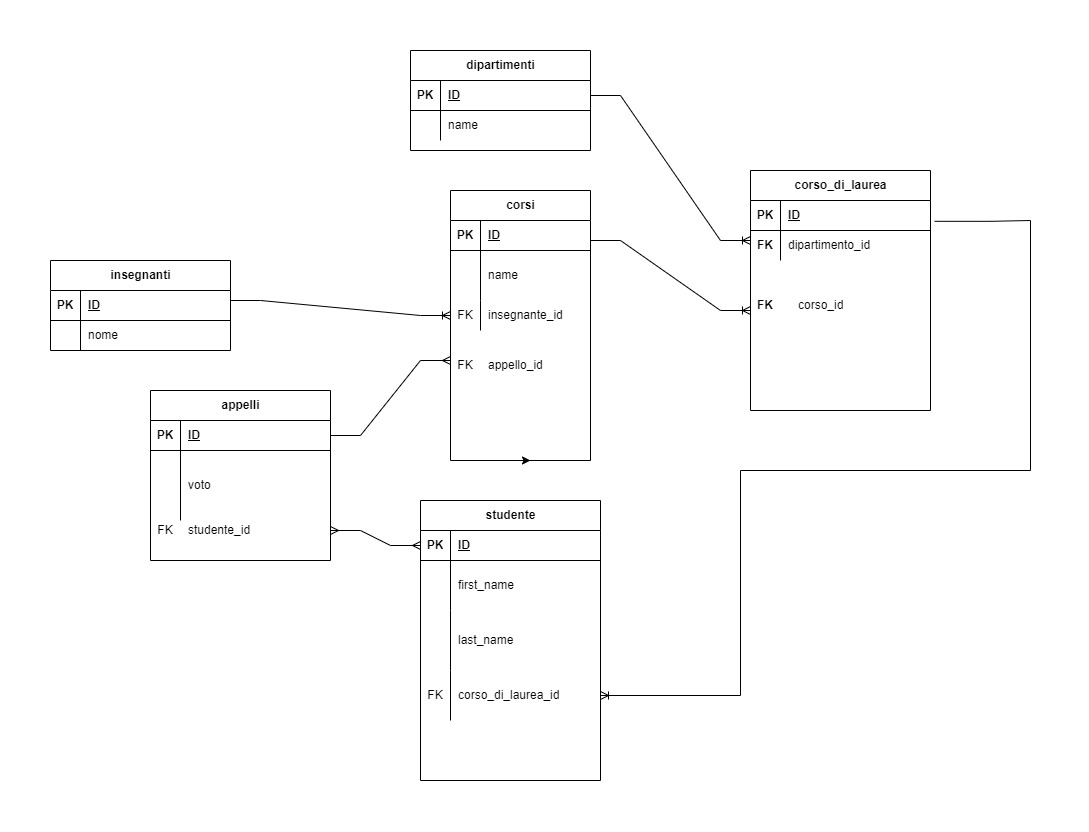 dipartimenti
PK ID
name
corso_di_laurea
PK ID
FK dipartimento_id
FK corso_id
corsi
PK ID
name
FK insegnante_id
FK appello_id
insegnanti
PK ID
nome
appelli
PK ID
voto
FK studente_id
studente
PK ID
first_name
last_name
FK corso_di_laurea_id